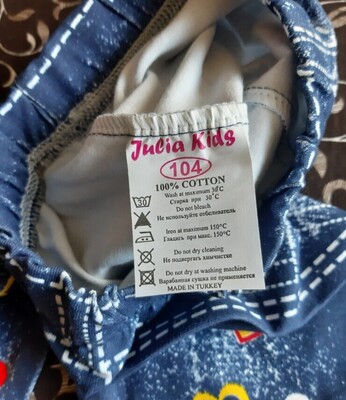 Julia Kids
104
100% COTTON
Wash at maximum 30°C
Стирка при 30°C
Do not bleach
Не используйте отбеливатель
Iron at maximum 150°C
Гладить при макс. 150°C
Do not dry cleaning
Не подвергать химчистке
Do not dry at washing machine
Барабанная сушка не применяется
MADE IN TURKEY